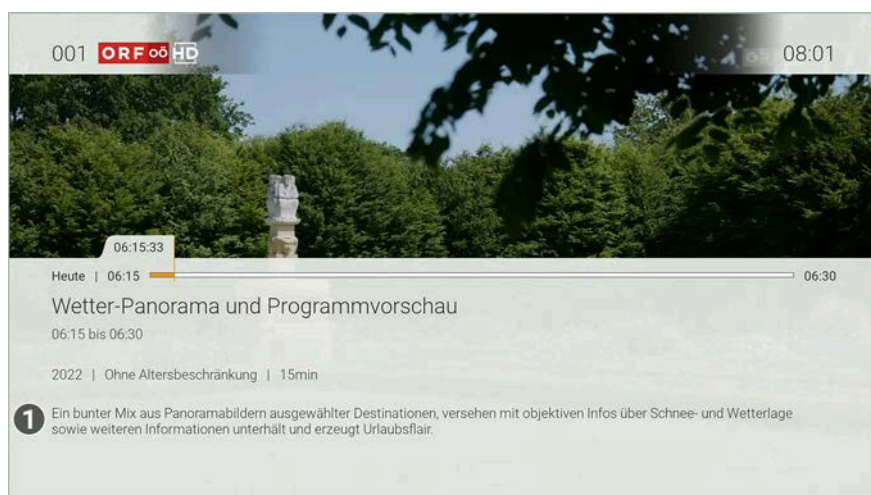 001 ORF oö HD 08:01
06:15:33
Heute | 06:15 06:30
Wetter-Panorama und Programmvorschau
06:15 bis 06:30
2022 | Ohne Altersbeschränkung | 15min
1 Ein bunter Mix aus Panoramabildern ausgewählter Destinationen, versehen mit objektiven Infos über Schnee- und Wetterlage
sowie weiteren Informationen unterhält und erzeugt Urlaubsflair.